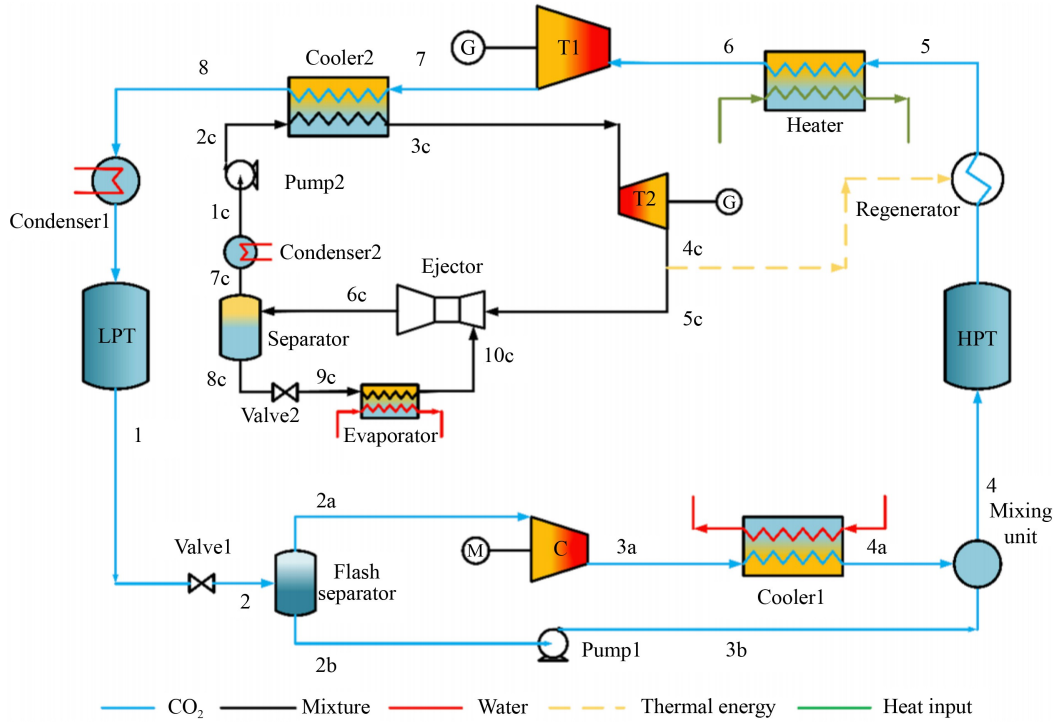 G
T1
6
5
Cooler2
7
8
Heater
2c
3c
Pump2
T2
G
Regenerator
Condenser1
1c
4c
Condenser2
Ejector
7c
6c
5c
LPT
Separator
HPT
10c
8c
9c
Valve2
Evaporator
1
2a
4
Mixing
unit
Valve1
M
C
3a
4a
Flash
separator
2
Cooler1
2b
Pump1
3b
CO₂
Mixture
Water
Thermal energy
Heat input